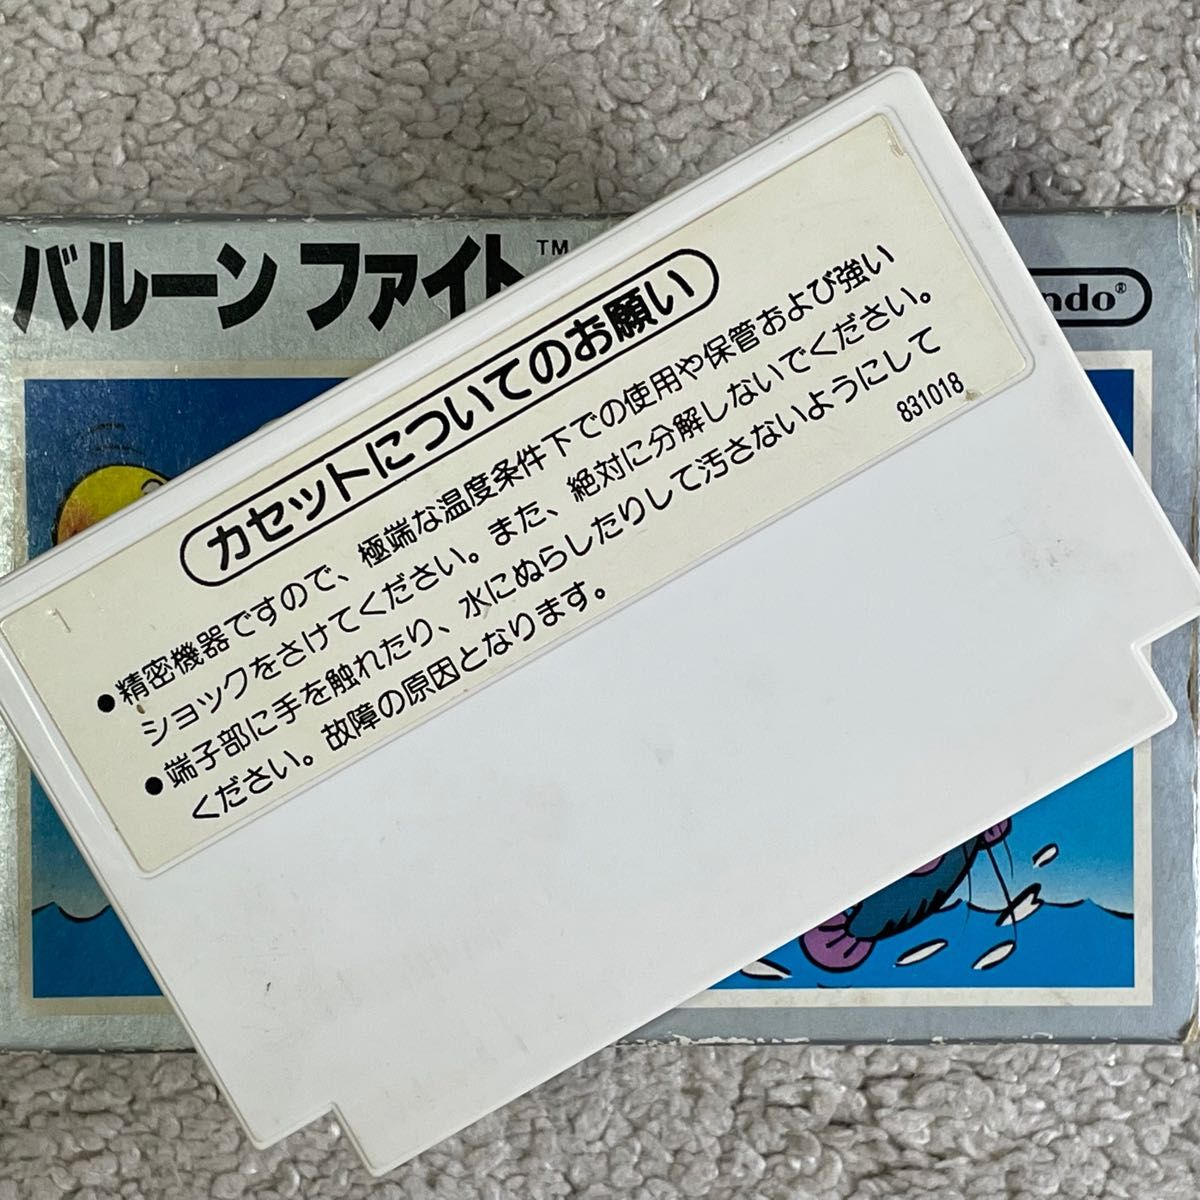 バルーン ファイト™
ndo®
カセットについてのお願い
●精密機器ですので、極端な温度条件下での使用や保管および強い
ショックをさけてください。また、絶対に分解しないでください。
●端子部に手を触れたり、水にぬらしたりして汚さないようにして
ください。故障の原因となります。
831018